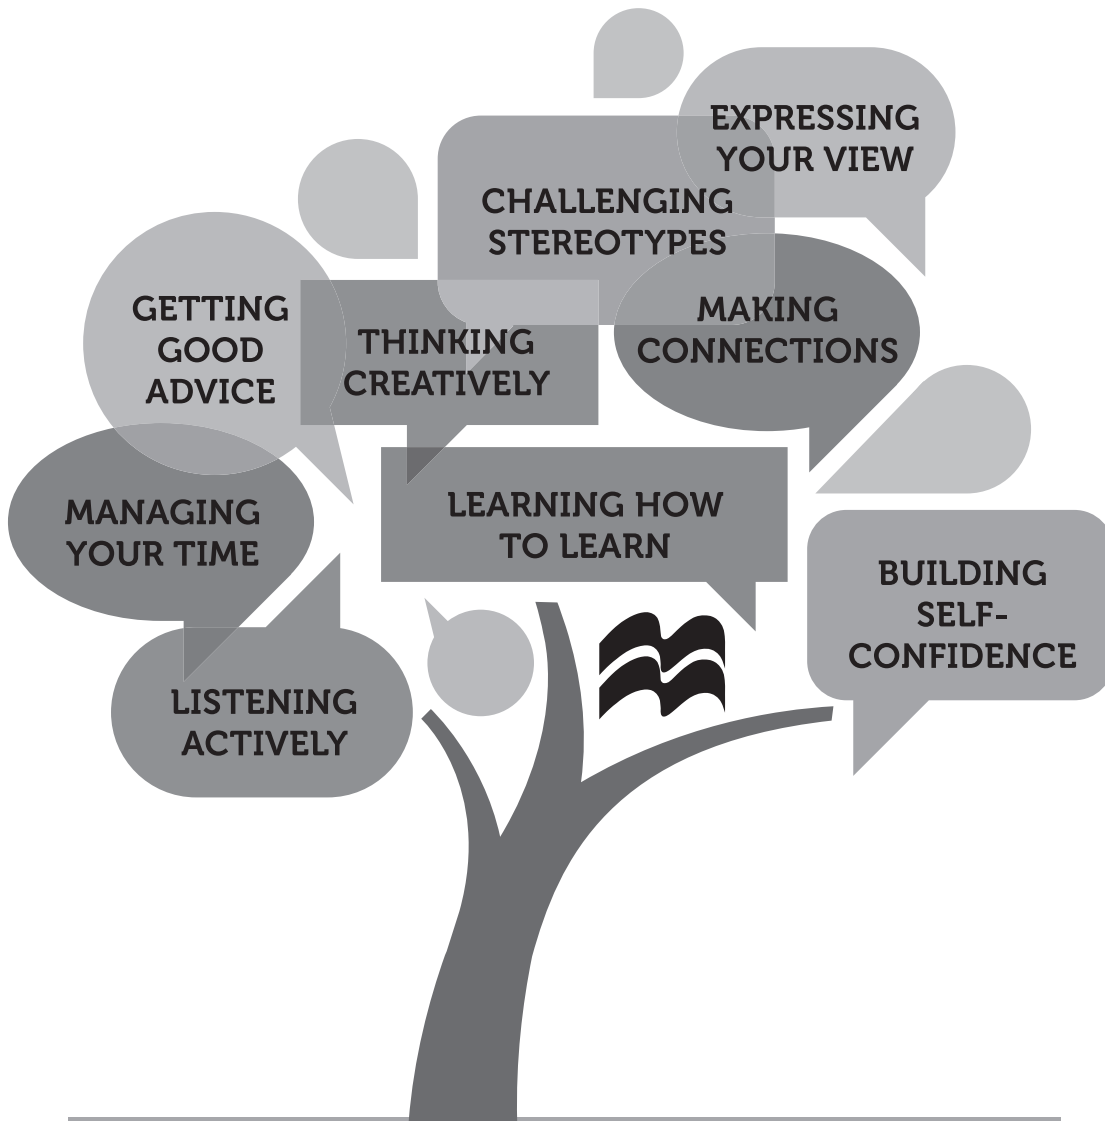 EXPRESSING
YOUR VIEW
CHALLENGING
STEREOTYPES
GETTING
GOOD
ADVICE
THINKING
CREATIVELY
MAKING
CONNECTIONS
MANAGING
YOUR TIME
LEARNING HOW
TO LEARN
BUILDING
SELF-
CONFIDENCE
LISTENING
ACTIVELY